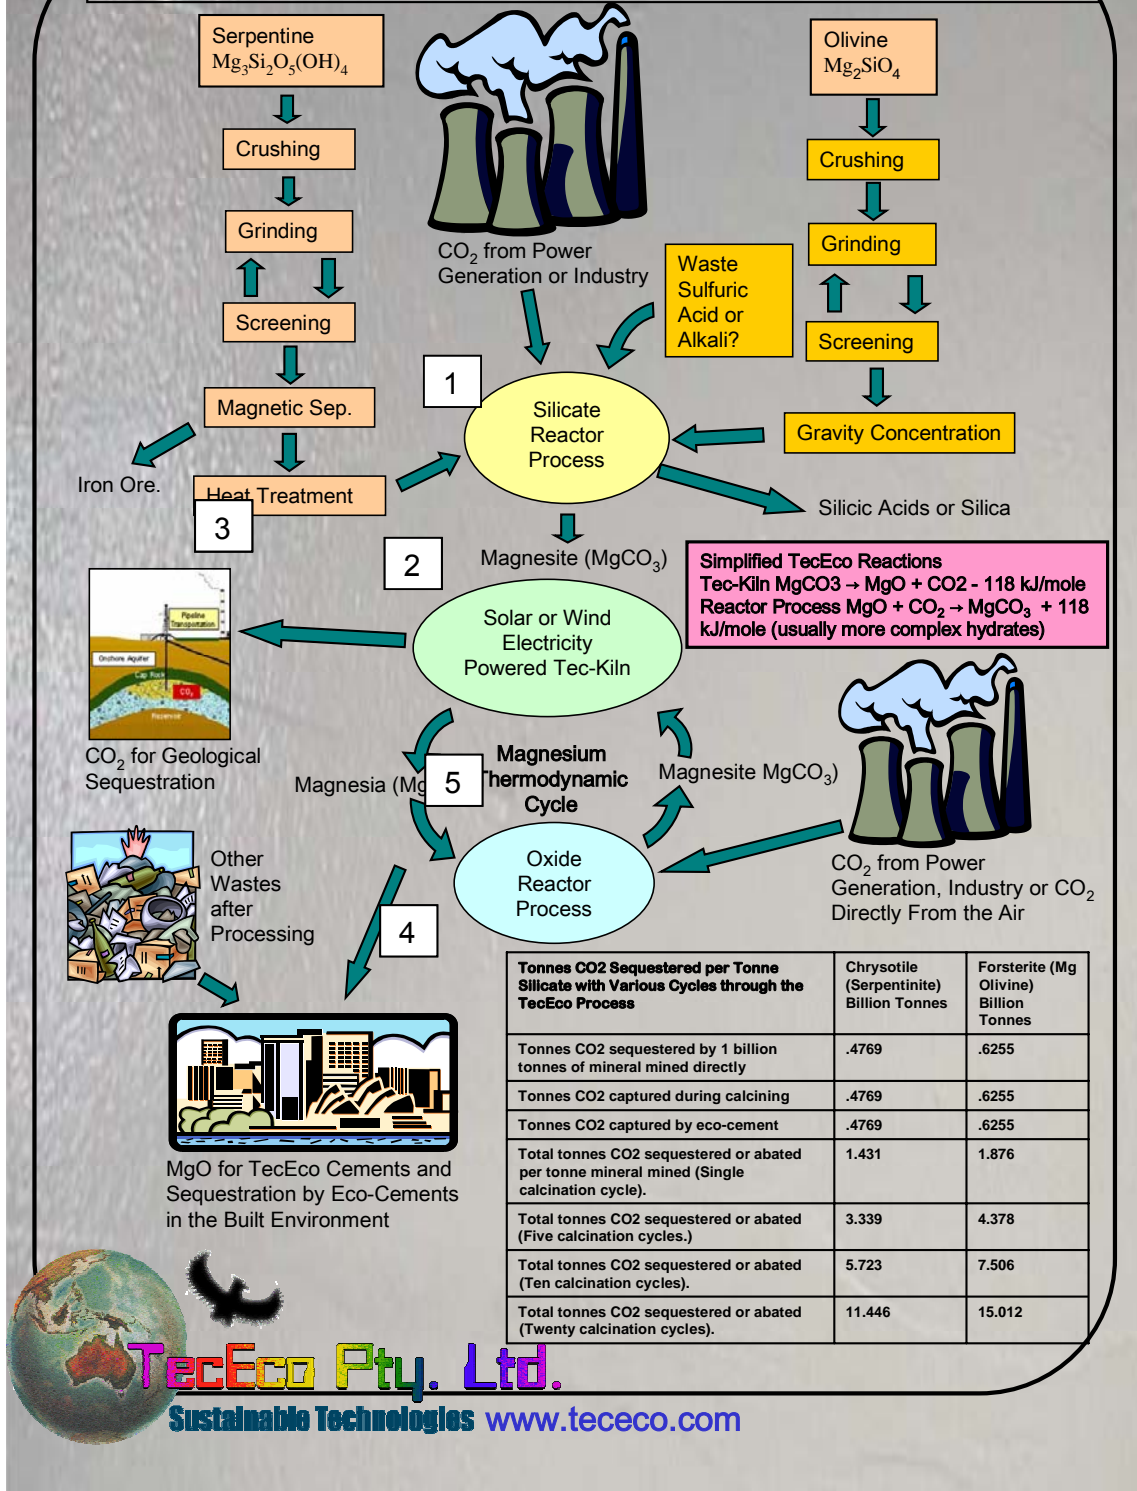 Serpentine
Mg3Si2O5(OH)4
Crushing
Grinding
Screening
Magnetic Sep.
Iron Ore.
Heat Treatment
3
CO2 from Power
Generation or Industry
Waste
Sulfuric
Acid or
Alkali?
Olivine
Mg2SiO4
Crushing
Grinding
Screening
Gravity Concentration
1
Silicate
Reactor
Process
Silicic Acids or Silica
Magnesite (MgCO3)
2
Solar or Wind
Electricity
Powered Tec-Kiln
Simplified TecEco Reactions
Tec-Kiln MgCO3 → MgO + CO2 - 118 kJ/mole
Reactor Process MgO + CO2 → MgCO3 + 118
kJ/mole (usually more complex hydrates)
Pipeline
Transportation
Onshore Aquifer
Cap Rock
CO2
Reservoir
CO2 for Geological
Sequestration
Magnesia (Mg
5
Magnesium
Thermodynamic
Cycle
Magnesite MgCO3)
Oxide
Reactor
Process
CO2 from Power
Generation, Industry or CO2
Directly From the Air
Other
Wastes
after
Processing
4
MgO for TecEco Cements and
Sequestration by Eco-Cements
in the Built Environment
Tonnes CO2 Sequestered per Tonne
Silicate with Various Cycles through the
TecEco Process
Chrysotile
(Serpentinite)
Billion Tonnes
Forsterite (Mg
Olivine)
Billion
Tonnes
Tonnes CO2 sequestered by 1 billion
tonnes of mineral mined directly
.4769
.6255
Tonnes CO2 captured during calcining
.4769
.6255
Tonnes CO2 captured by eco-cement
.4769
.6255
Total tonnes CO2 sequestered or abated
per tonne mineral mined (Single
calcination cycle).
1.431
1.876
Total tonnes CO2 sequestered or abated
(Five calcination cycles.)
3.339
4.378
Total tonnes CO2 sequestered or abated
(Ten calcination cycles).
5.723
7.506
Total tonnes CO2 sequestered or abated
(Twenty calcination cycles).
11.446
15.012
TecEco Pty. Ltd.
Sustainable Technologies www.tececo.com